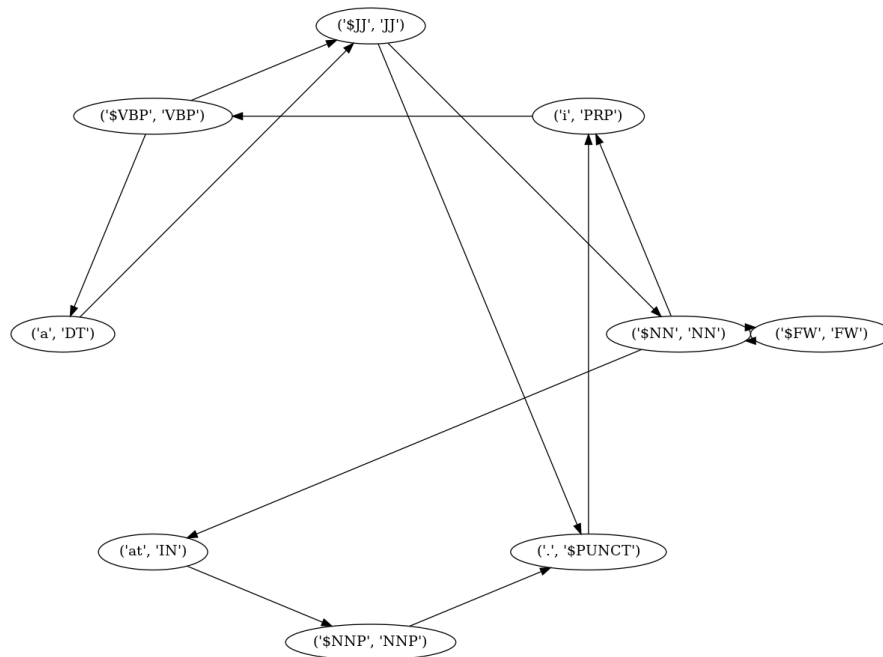 ('$JJ', 'JJ')
('$VBP', 'VBP')
('i', 'PRP')
('a', 'DT')
('$NN', 'NN')
('$FW', 'FW')
('at', 'IN')
('.', '$PUNCT')
('$NNP', 'NNP')